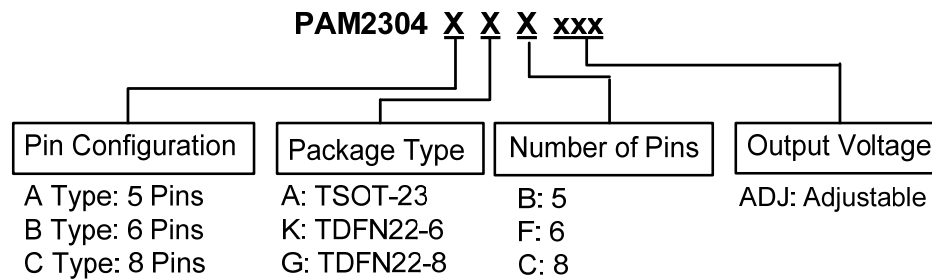 PAM2304 X X X xxx
Pin Configuration
A Type: 5 Pins
B Type: 6 Pins
C Type: 8 Pins
Package Type
A: TSOT-23
K: TDFN22-6
G: TDFN22-8
Number of Pins
B: 5
F: 6
C: 8
Output Voltage
ADJ: Adjustable